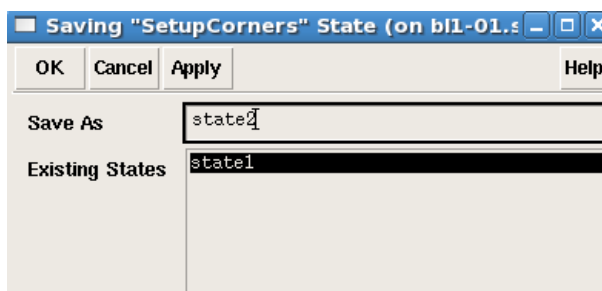 Saving "SetupCorners" State (on bl1-01.s
OK Cancel Apply Help
Save As state2
Existing States state1